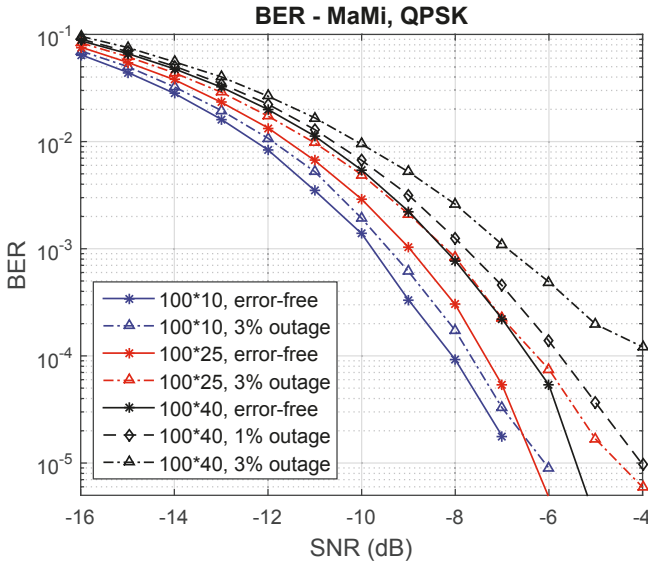 BER - MaMi, QPSK
10^-1
10^-2
10^-3
10^-4
10^-5
BER
100*10, error-free
100*10, 3% outage
100*25, error-free
100*25, 3% outage
100*40, error-free
100*40, 1% outage
100*40, 3% outage
-16 -14 -12 -10 -8 -6 -4
SNR (dB)